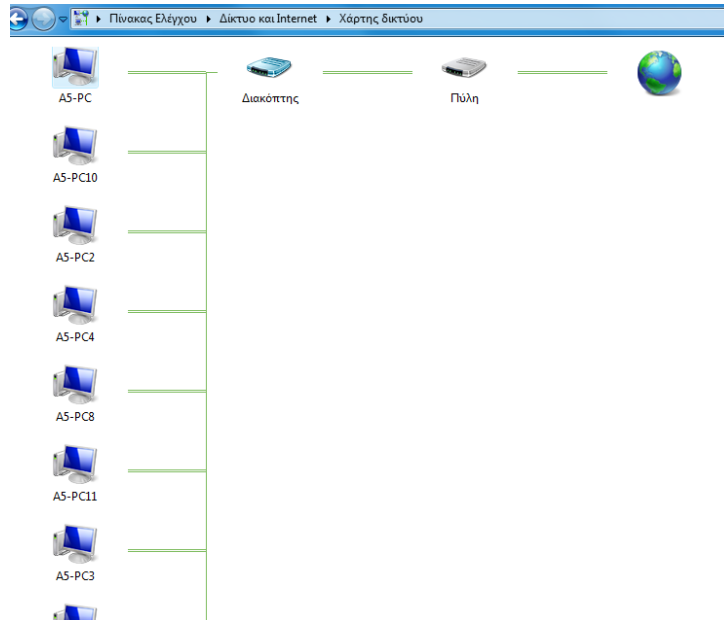 Πίνακας Ελέγχου ▸ Δίκτυο και Internet ▸ Χάρτης δικτύου
A5-PC
Διακόπτης
Πύλη
A5-PC10
A5-PC2
A5-PC4
A5-PC8
A5-PC11
A5-PC3